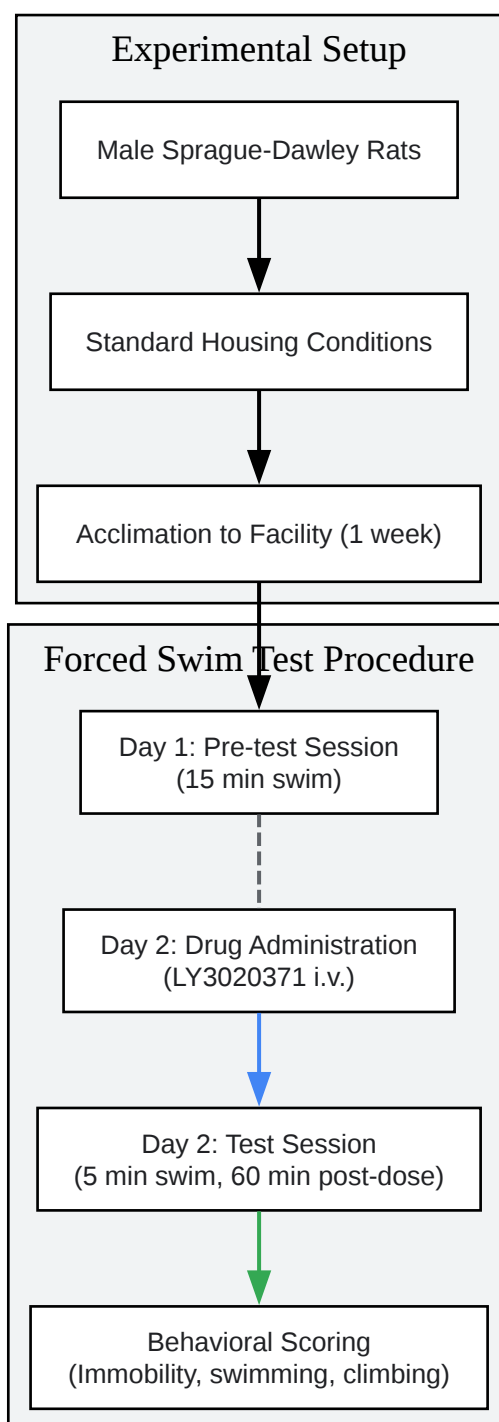 Experimental Setup
Male Sprague-Dawley Rats
Standard Housing Conditions
Acclimation to Facility (1 week)
Forced Swim Test Procedure
Day 1: Pre-test Session
(15 min swim)
Day 2: Drug Administration
(LY3020371 i.v.)
Day 2: Test Session
(5 min swim, 60 min post-dose)
Behavioral Scoring
(Immobility, swimming, climbing)